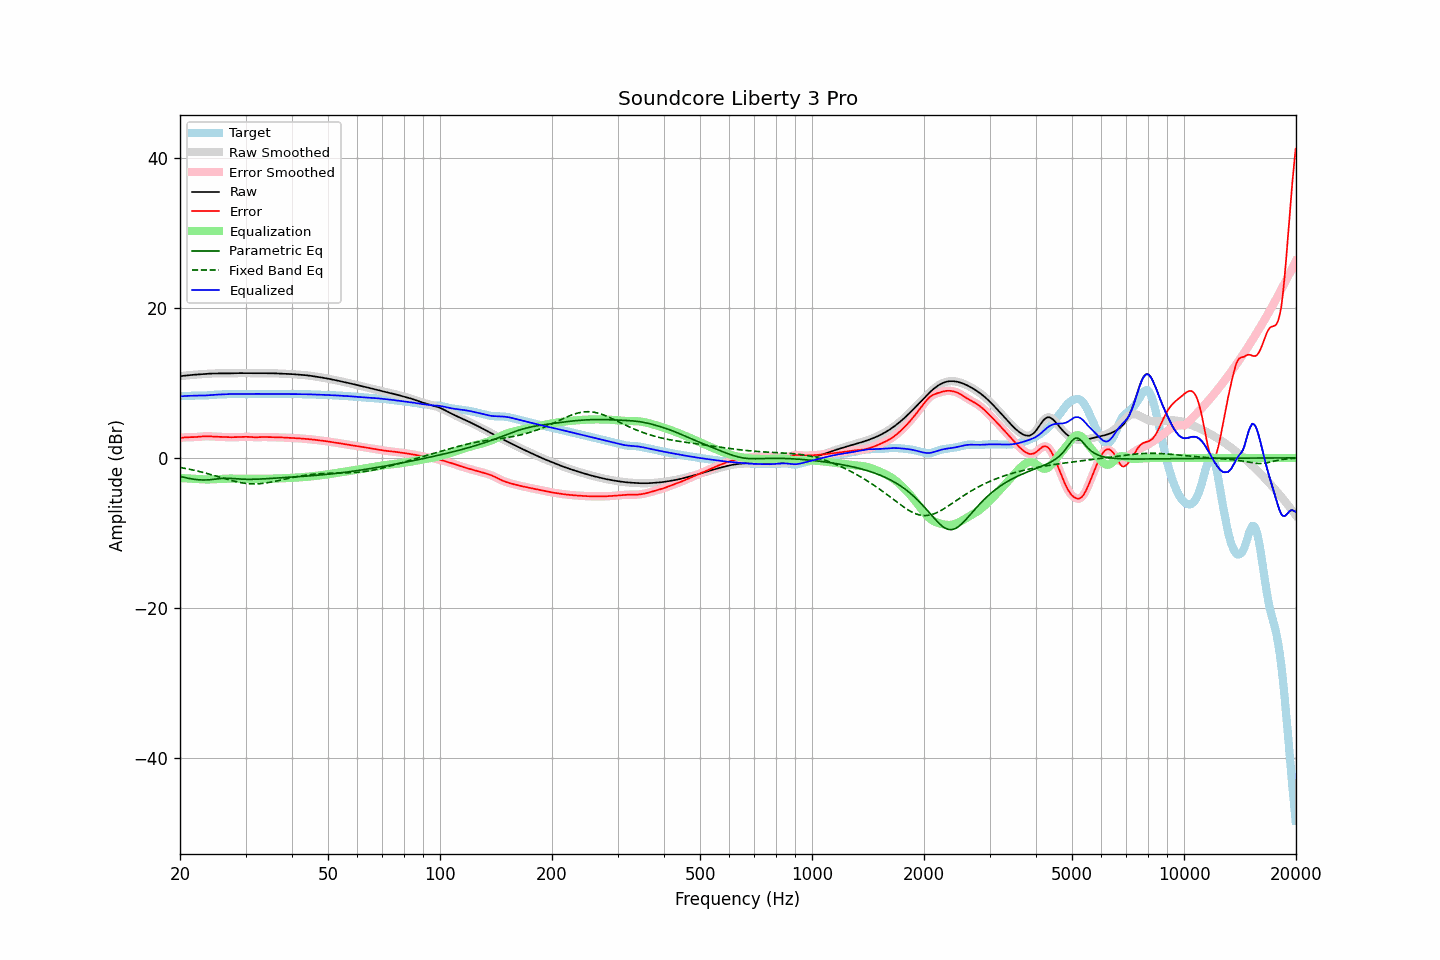 Soundcore Liberty 3 Pro
Target
Raw Smoothed
Error Smoothed
Raw
Error
Equalization
Parametric Eq
Fixed Band Eq
Equalized
40
20
0
−20
−40
Amplitude (dBr)
20 50 100 200 500 1000 2000 5000 10000 20000
Frequency (Hz)